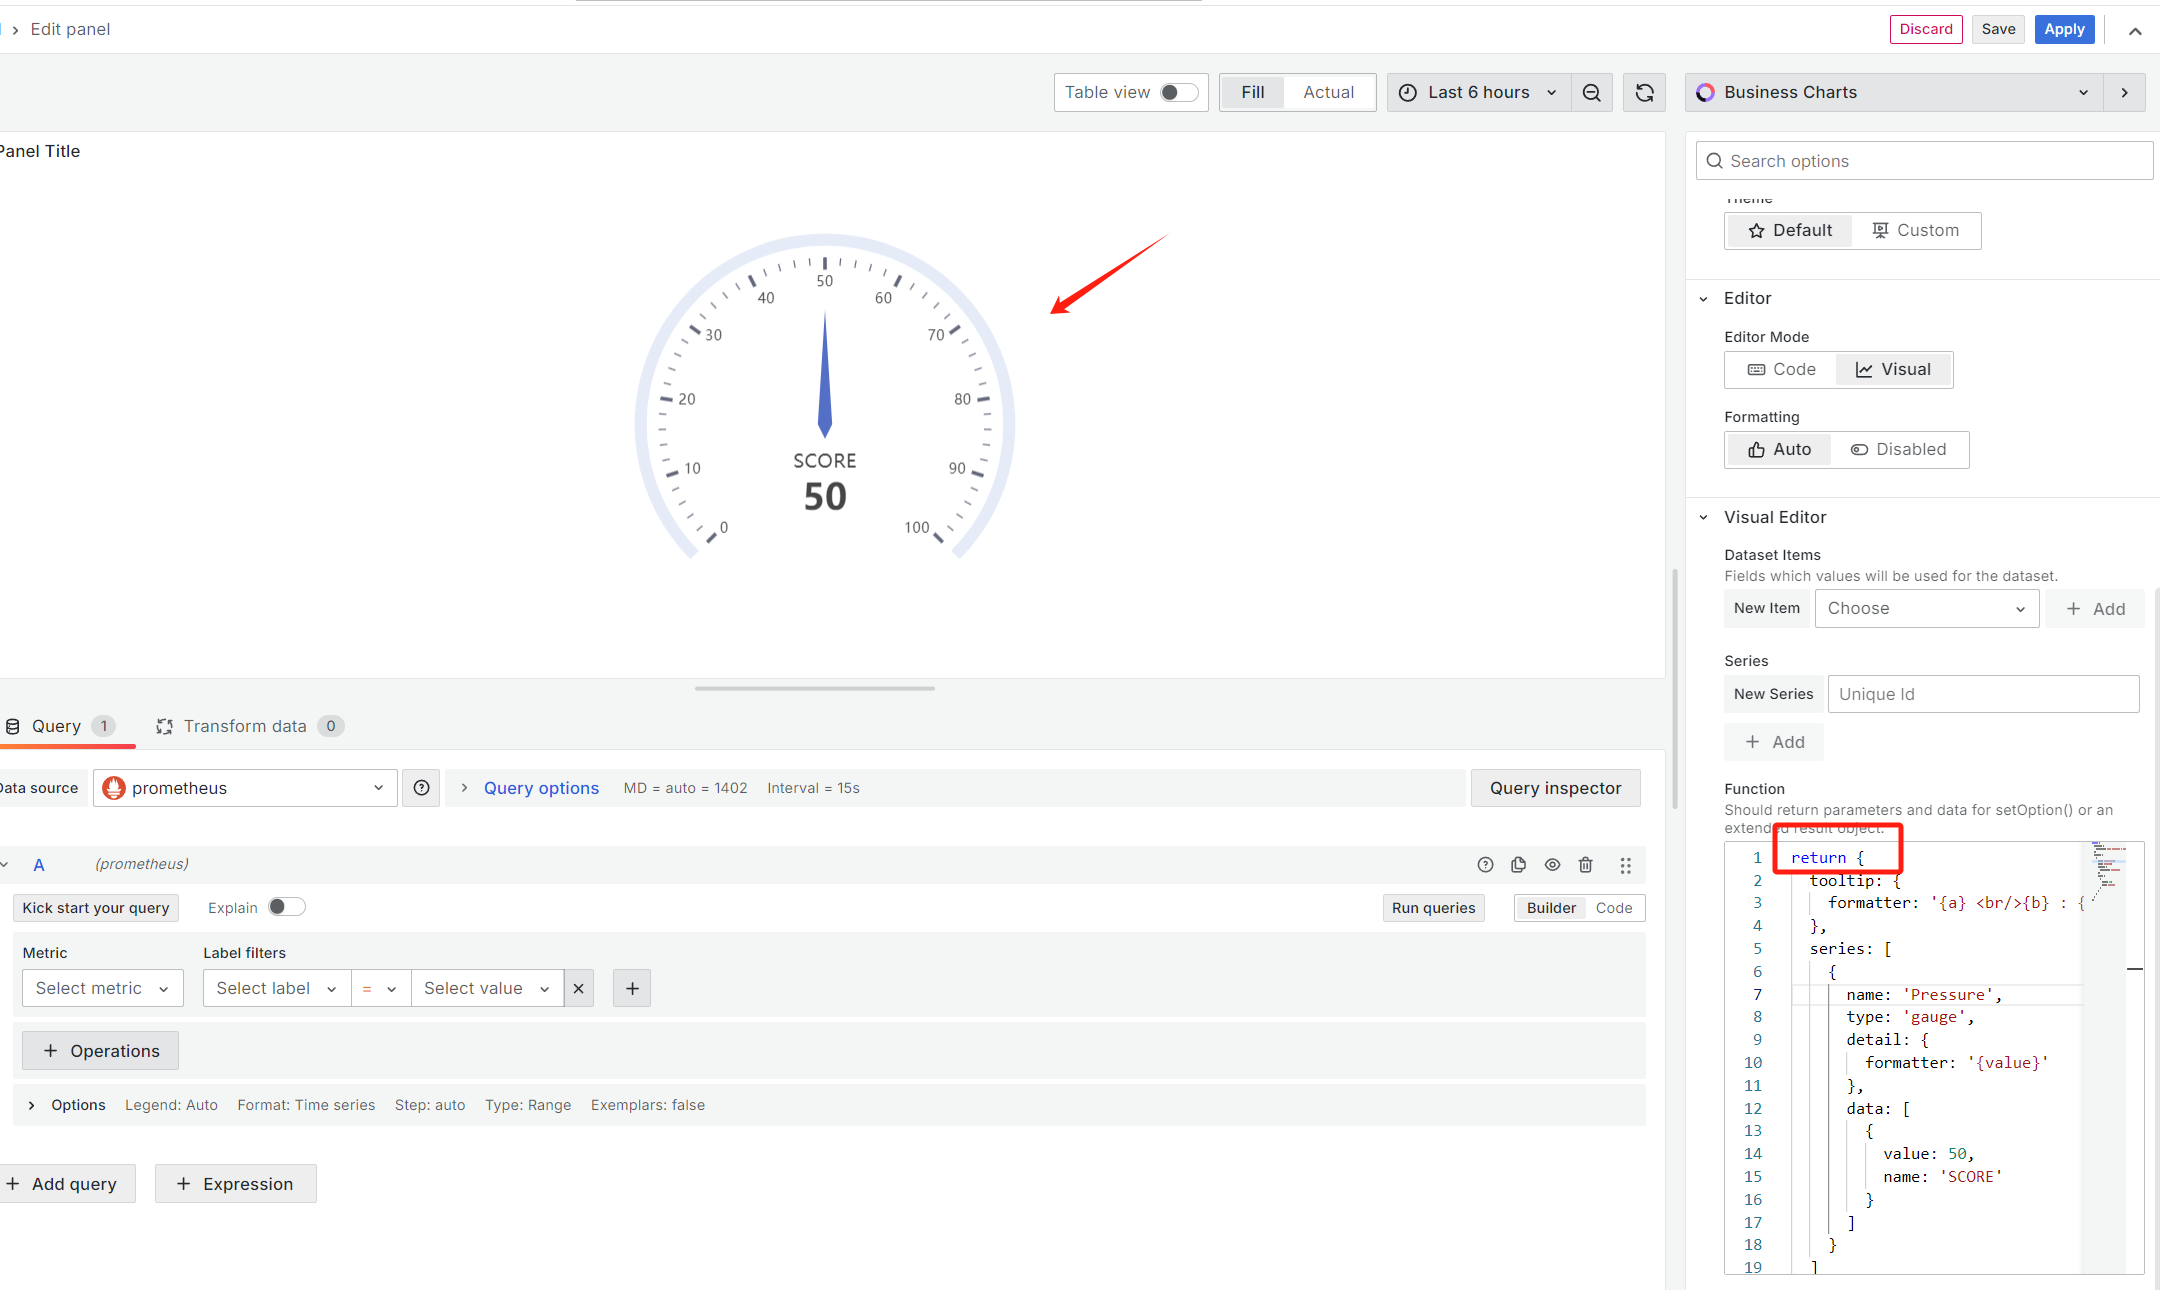 Edit panel
Discard
Save
Apply
Table view
Fill
Actual
Last 6 hours
Business Charts
Panel Title
Search options
Default
Custom
Editor
Editor Mode
Code
Visual
Formatting
Auto
Disabled
Visual Editor
Dataset Items
Fields which values will be used for the dataset.
New Item
Choose
Add
Series
New Series
Unique Id
Add
Function
Should return parameters and data for setOption() or an
extended result object.
1 return {
2 tooltip: {
3 formatter: '{a} <br/>{b} : {
4 },
5 series: [
6 {
7 name: 'Pressure',
8 type: 'gauge',
9 detail: {
10 formatter: '{value}'
11 },
12 data: [
13 {
14 value: 50,
15 name: 'SCORE'
16 }
17 ]
18 }
19 ]
0
10
20
30
40
50
60
70
80
90
100
SCORE
50
Query 1
Transform data 0
Data source
prometheus
Query options
MD = auto = 1402
Interval = 15s
Query inspector
A
(prometheus)
Kick start your query
Explain
Run queries
Builder
Code
Metric
Label filters
Select metric
Select label
=
Select value
Operations
Options
Legend: Auto
Format: Time series
Step: auto
Type: Range
Exemplars: false
Add query
Expression